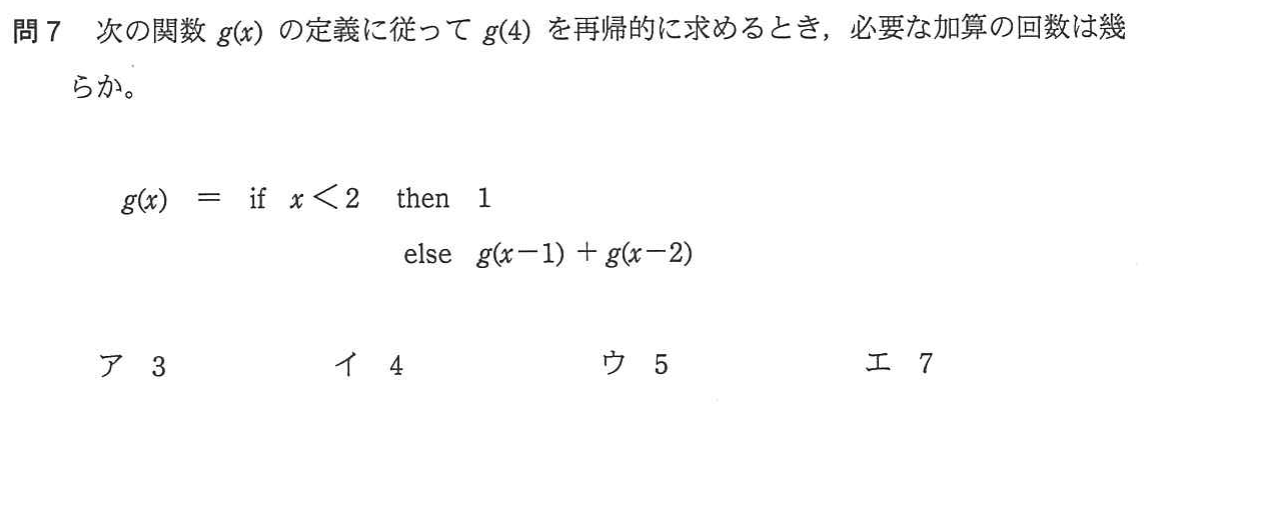 問7 次の関数 g(x) の定義に従って g(4) を再帰的に求めるとき，必要な加算の回数は幾
らか。
g(x) ＝ if x＜2 then 1
else g(x－1) + g(x－2)
ア 3 イ 4 ウ 5 エ 7